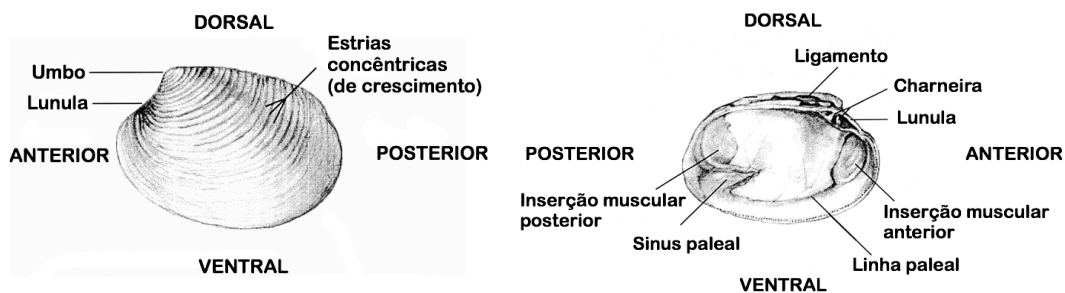 DORSAL
Umbo
Estrias
concêntricas
(de crescimento)
Lunula
ANTERIOR
POSTERIOR
VENTRAL
DORSAL
Ligamento
Charneira
Lunula
POSTERIOR
ANTERIOR
Inserção muscular
posterior
Sinus paleal
Inserção muscular
anterior
Linha paleal
VENTRAL